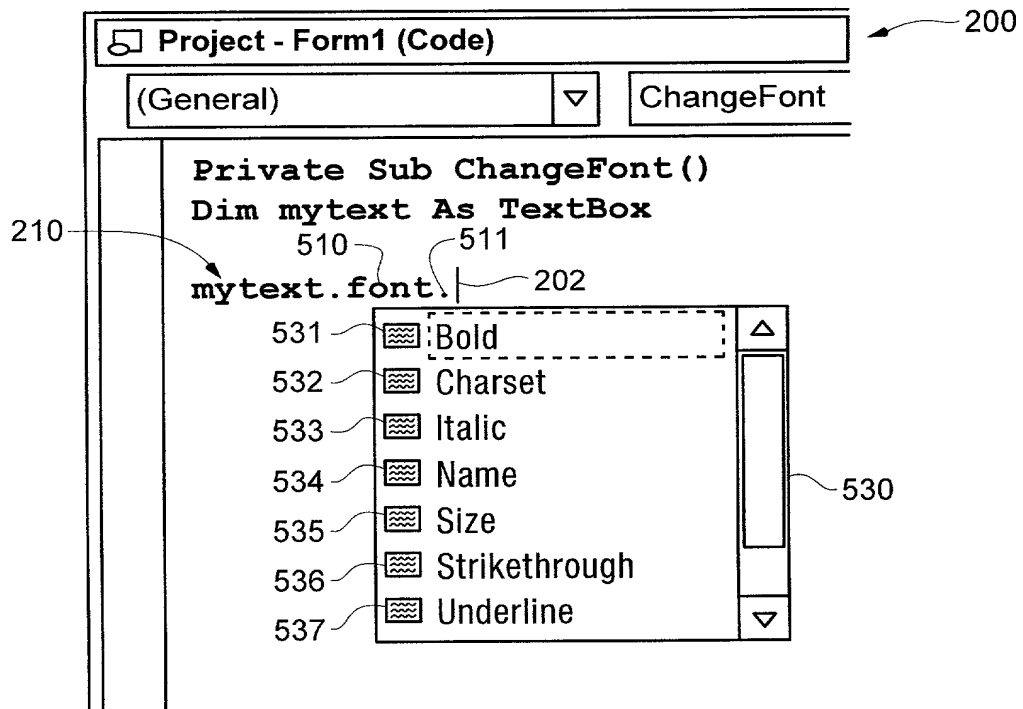 200
Project - Form1 (Code)
(General) ChangeFont
Private Sub ChangeFont()
Dim mytext As TextBox
210 510 511
mytext.font. 202
531 Bold
532 Charset
533 Italic
534 Name
530
535 Size
536 Strikethrough
537 Underline